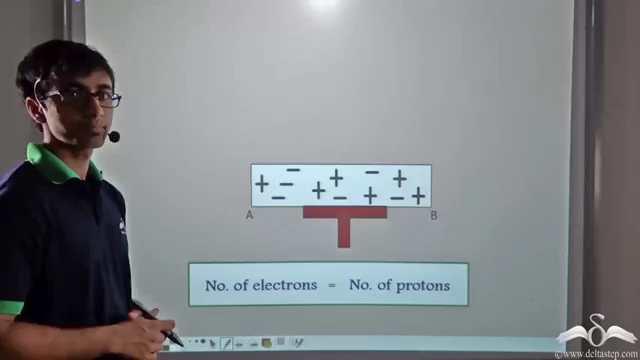 + − − + + − + − + − + − +
A B
No. of electrons = No. of protons
©www.deltastep.com